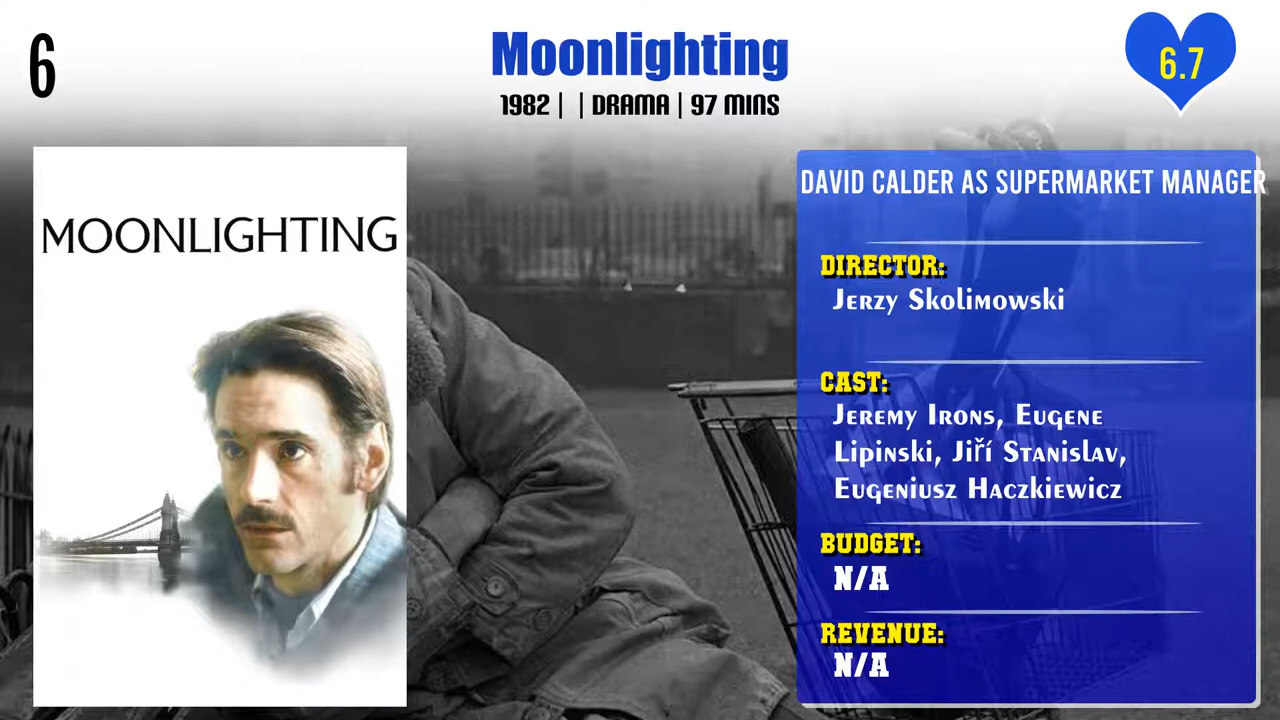 6
Moonlighting
1982 | | DRAMA | 97 MINS
6.7
MOONLIGHTING
DAVID CALDER AS SUPERMARKET MANAGER
DIRECTOR:
Jerzy Skolimowski
CAST:
Jeremy Irons, Eugene
Lipinski, Jiří Stanislav,
Eugeniusz Haczkiewicz
BUDGET:
N/A
REVENUE:
N/A